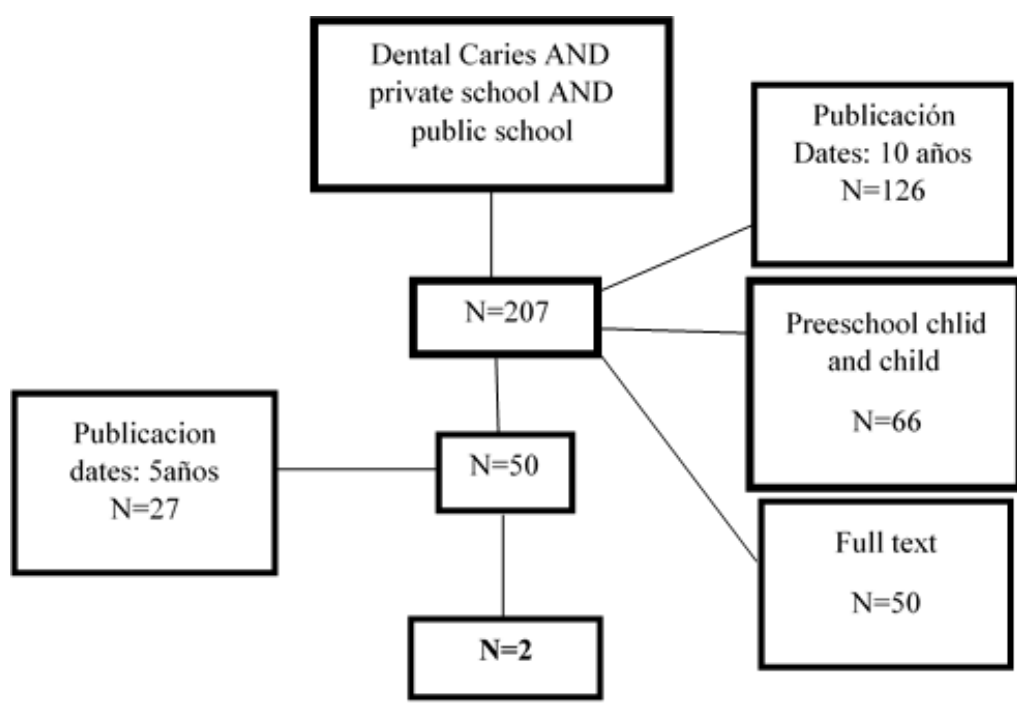 Dental Caries AND
private school AND
public school
Publicación
Dates: 10 años
N=126
N=207
Preeschool chlid
and child
N=66
Publicacion
dates: 5años
N=27
N=50
Full text
N=50
N=2